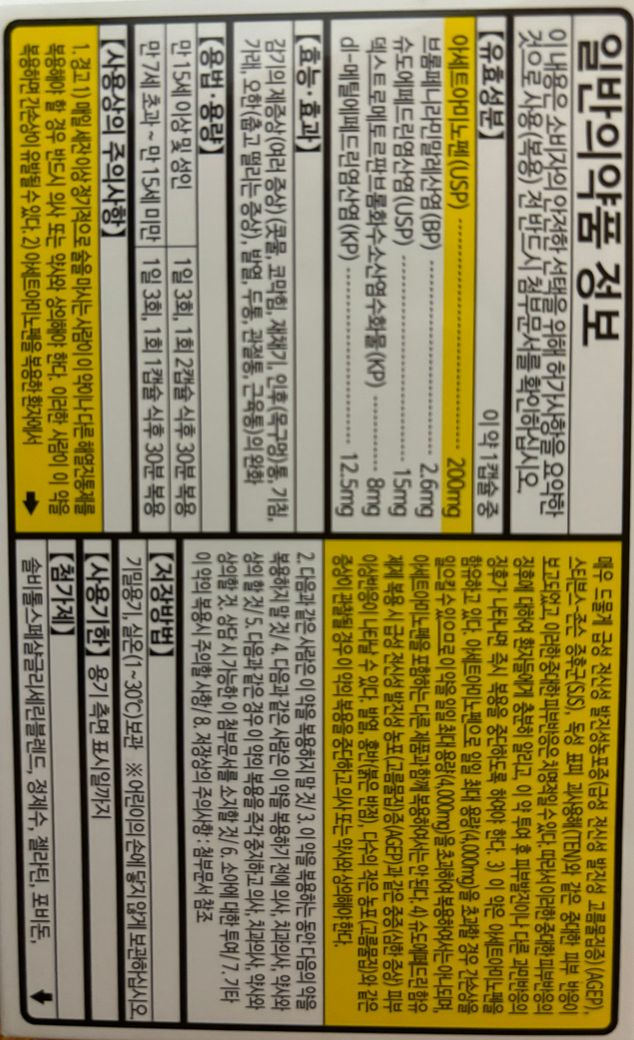 일반의약품 정보
이 내용은 소비자의 안전한 선택을 위해 허가사항을 요약한
것으로 사용(복용) 전 반드시 첨부문서를 확인하십시오.
【유효성분】 이 약 1캡슐 중
아세트아미노펜(USP) 200mg
브롬페니라민말레산염(BP) 2.6mg
슈도에페드린염산염(USP) 15mg
덱스트로메토르판브롬화수소산염수화물(KP) 8mg
dl-메틸에페드린염산염(KP) 12.5mg
【효능·효과】
감기의 제증상(여러 증상) (콧물, 코막힘, 재채기, 인후(목구멍)통, 기침,
가래, 오한(춥고 떨리는 증상), 발열, 두통, 관절통, 근육통)의 완화
【용법·용량】
만 15세 이상 및 성인 1일 3회, 1회 2캡슐 식후 30분 복용
만 7세 초과 ~ 만 15세 미만 1일 3회, 1회 1캡슐 식후 30분 복용
【사용상의 주의사항】
1. 경고 1) 매일 세잔 이상 정기적으로 술을 마시는 사람이 이 약이나 다른 해열진통제를
복용해야 할 경우 반드시 의사 또는 약사와 상의해야 한다. 이러한 사람이 이 약을
복용하면 간손상이 유발될 수 있다. 2) 아세트아미노펜을 복용한 환자에서 ➡
매우 드물게 급성 전신성 발진성농포증(급성 전신성 발진성 고름물집증) (AGEP),
스티븐-존슨 증후군(SJS), 독성 표피 괴사용해(TEN)와 같은 중대한 피부 반응이
보고되었고, 이러한 중대한 피부반응은 치명적일 수 있다. 따라서 이러한 중대한 피부반응의
징후에 대하여 환자들에게 충분히 알리고, 이 약 투여 후 피부발진이나 다른 과민반응의
징후가 나타나면 즉시 복용을 중단하도록 하여야 한다. 3) 이 약은 아세트아미노펜을
함유하고 있다. 아세트아미노펜으로 일일 최대 용량(4,000mg)을 초과할 경우 간손상을
일으킬 수 있으므로 이 약을 일일 최대 용량(4,000mg)을 초과하여 복용하여서는 아니되며,
아세트아미노펜을 포함하는 다른 제품과 함께 복용하여서는 안 된다. 4) 슈도에페드린 함유
제제 복용 시 급성 전신성 발진성 농포(고름물집)증(AGEP)과 같은 중증(심한 증상) 피부
이상반응이 나타날 수 있다. 발열, 홍반(붉은 반점), 다수의 작은 농포(고름물집)와 같은
증상이 관찰될 경우 이 약의 복용을 중단하고 의사 또는 약사와 상의해야 한다.
2. 다음과 같은 사람은 이 약을 복용하지 말 것/ 3. 이 약을 복용하는 동안 다음의 약을
복용하지 말 것/ 4. 다음과 같은 사람은 이 약을 복용하기 전에 의사, 치과의사, 약사와
상의할 것/ 5. 다음과 같은 경우 이 약의 복용을 즉각 중지하고 의사, 치과의사, 약사와
상의할 것. 상담 시 가능한 이 첨부문서를 소지할 것/ 6. 소아에 대한 투여/ 7. 기타
이 약의 복용시 주의할 사항/ 8. 저장상의 주의사항 : 첨부문서 참조
【저장방법】
기밀용기, 실온(1~30℃)보관 ※ 어린이의 손에 닿지 않게 보관하십시오.
【사용기한】 용기 측면 표시일까지
【첨가제】
솔비톨스페셜글리세린블렌드, 정제수, 젤라틴, 포비돈, ➡